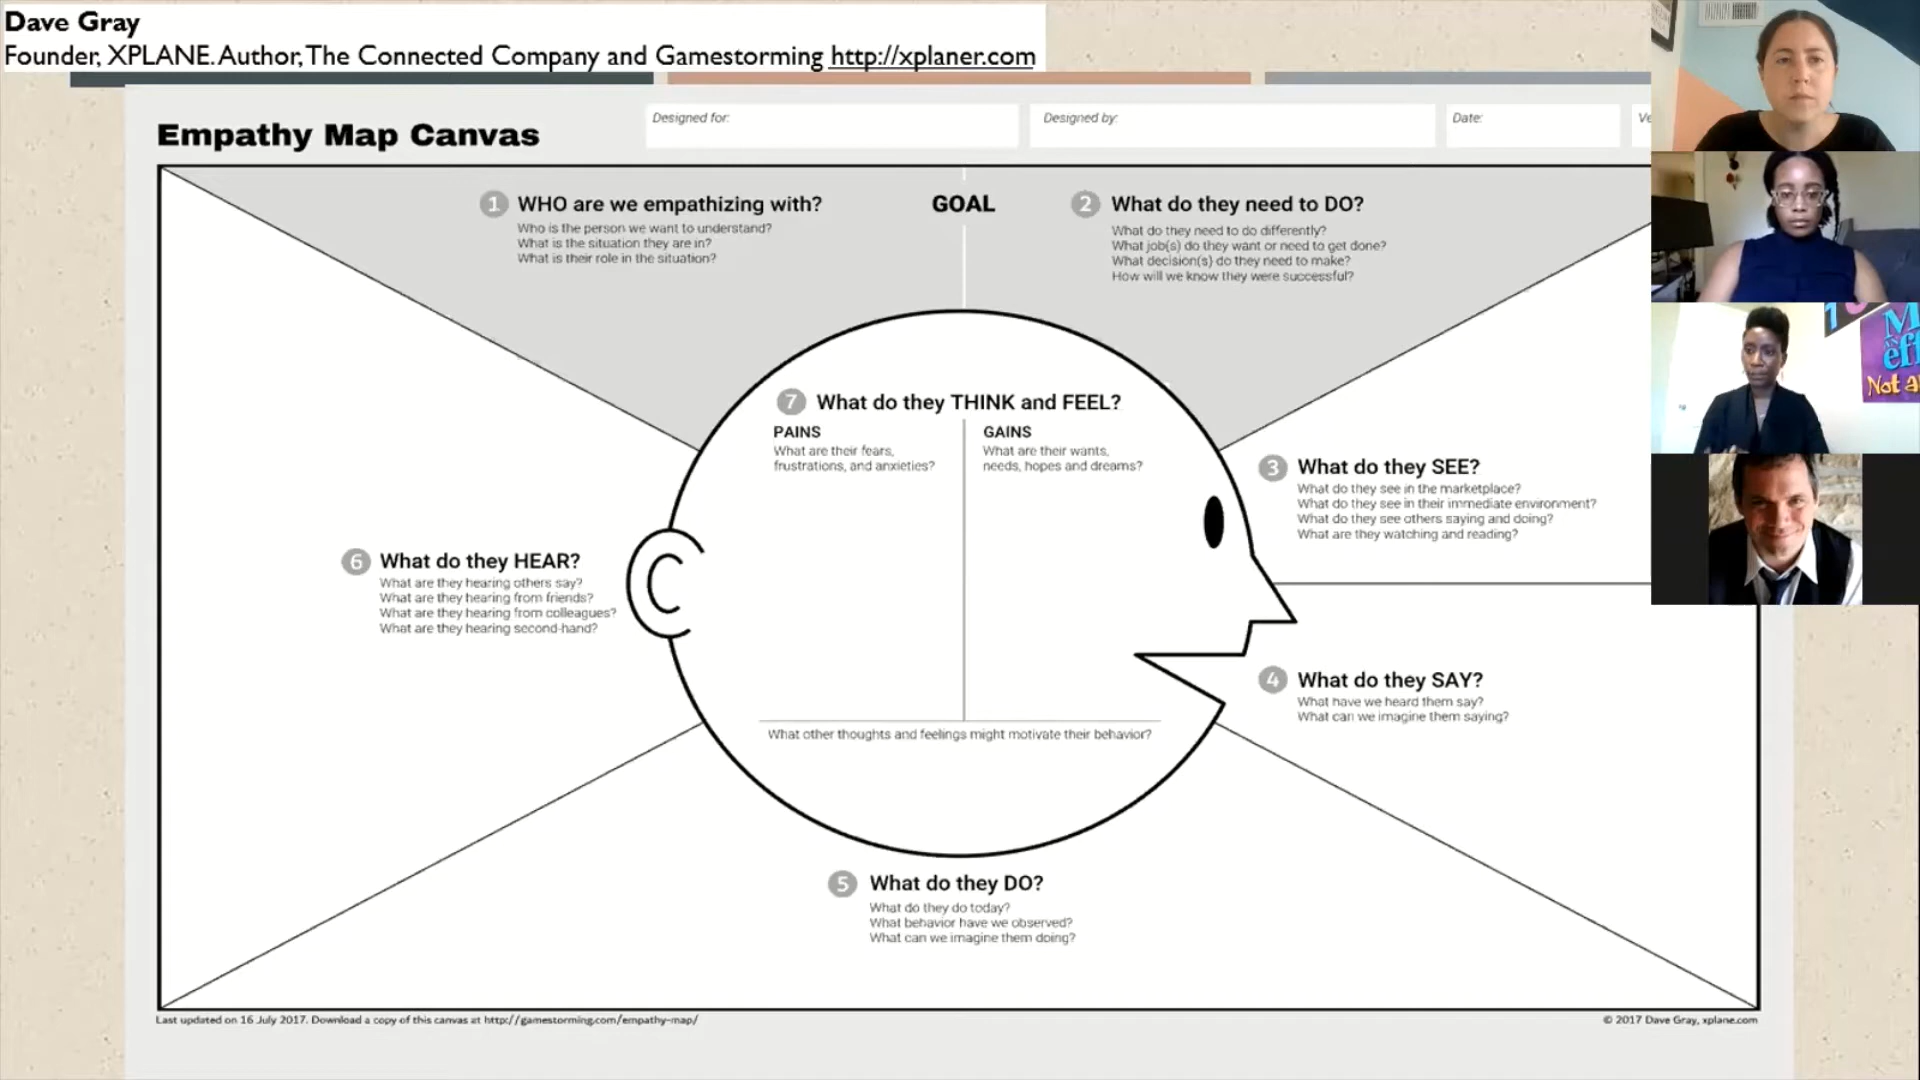 Dave Gray
Founder, XPLANE. Author, The Connected Company and Gamestorming http://xplaner.com
Empathy Map Canvas
Designed for:
Designed by:
Date:
1 WHO are we empathizing with?
Who is the person we want to understand?
What is the situation they are in?
What is their role in the situation?
GOAL
2 What do they need to DO?
What do they need to do differently?
What job(s) do they want or need to get done?
What decision(s) do they need to make?
How will we know they were successful?
7 What do they THINK and FEEL?
PAINS
What are their fears,
frustrations, and anxieties?
GAINS
What are their wants,
needs, hopes and dreams?
What other thoughts and feelings might motivate their behavior?
3 What do they SEE?
What do they see in the marketplace?
What do they see in their immediate environment?
What do they see others saying and doing?
What are they watching and reading?
6 What do they HEAR?
What are they hearing others say?
What are they hearing from friends?
What are they hearing from colleagues?
What are they hearing second-hand?
4 What do they SAY?
What have we heard them say?
What can we imagine them saying?
5 What do they DO?
What do they do today?
What behavior have we observed?
What can we imagine them doing?
Last updated on 16 July 2017. Download a copy of this canvas at http://gamestorming.com/empathy-map/
© 2017 Dave Gray, xplane.com
Not a